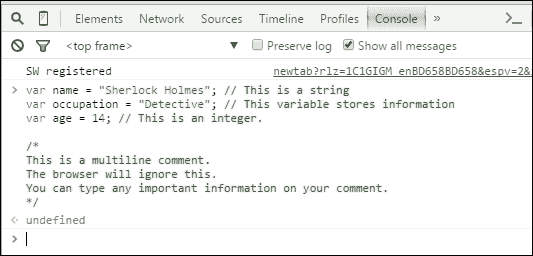 Elements Network Sources Timeline Profiles Console »
<top frame> Preserve log Show all messages
SW registered newtab?rlz=1C1GIGM_enBD658BD658&espv=2&
var name = "Sherlock Holmes"; // This is a string
var occupation = "Detective"; // This variable stores information
var age = 14; // This is an integer.
/*
This is a multiline comment.
The browser will ignore this.
You can type any important information on your comment.
*/
undefined